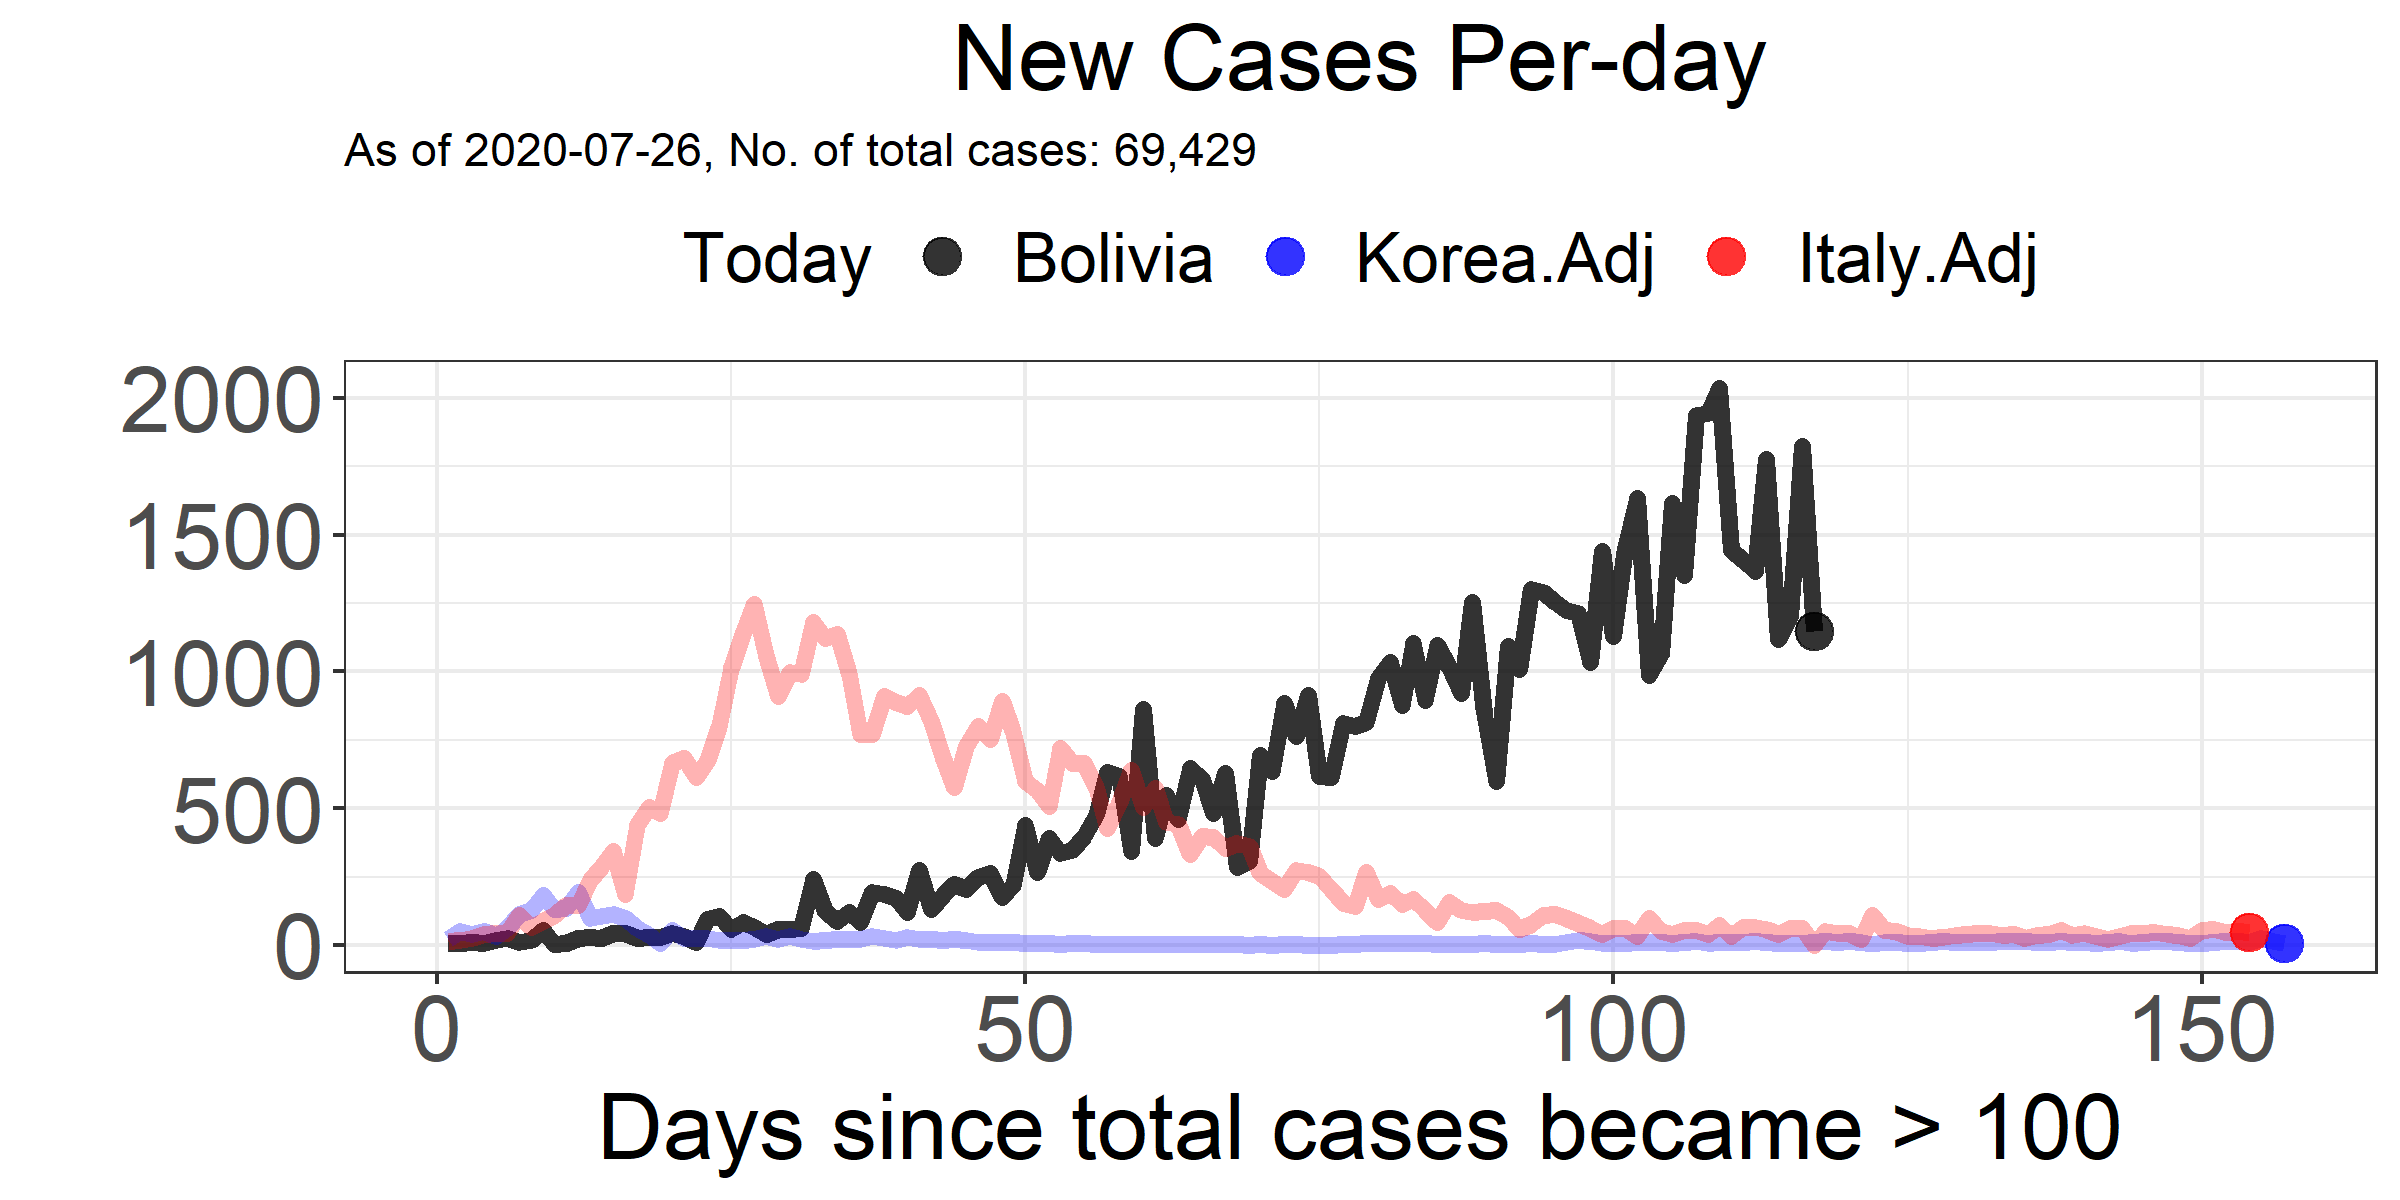 New Cases Per-day
As of 2020-07-26, No. of total cases: 69,429
Today Bolivia Korea.Adj Italy.Adj
2000
1500
1000
500
0
0 50 100 150
Days since total cases became > 100